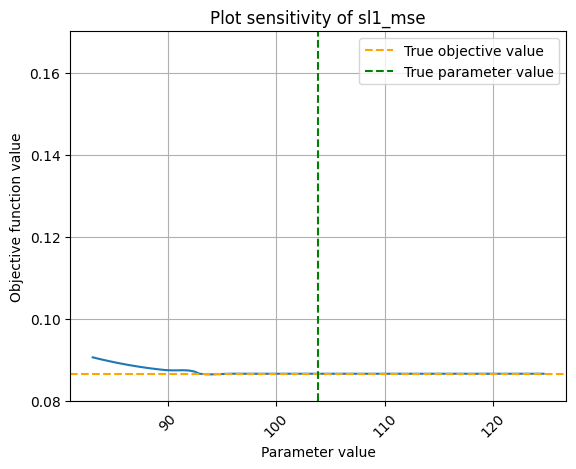 Plot sensitivity of sl1_mse
True objective value
True parameter value
Objective function value
0.16
0.14
0.12
0.10
0.08
90
100
110
120
Parameter value